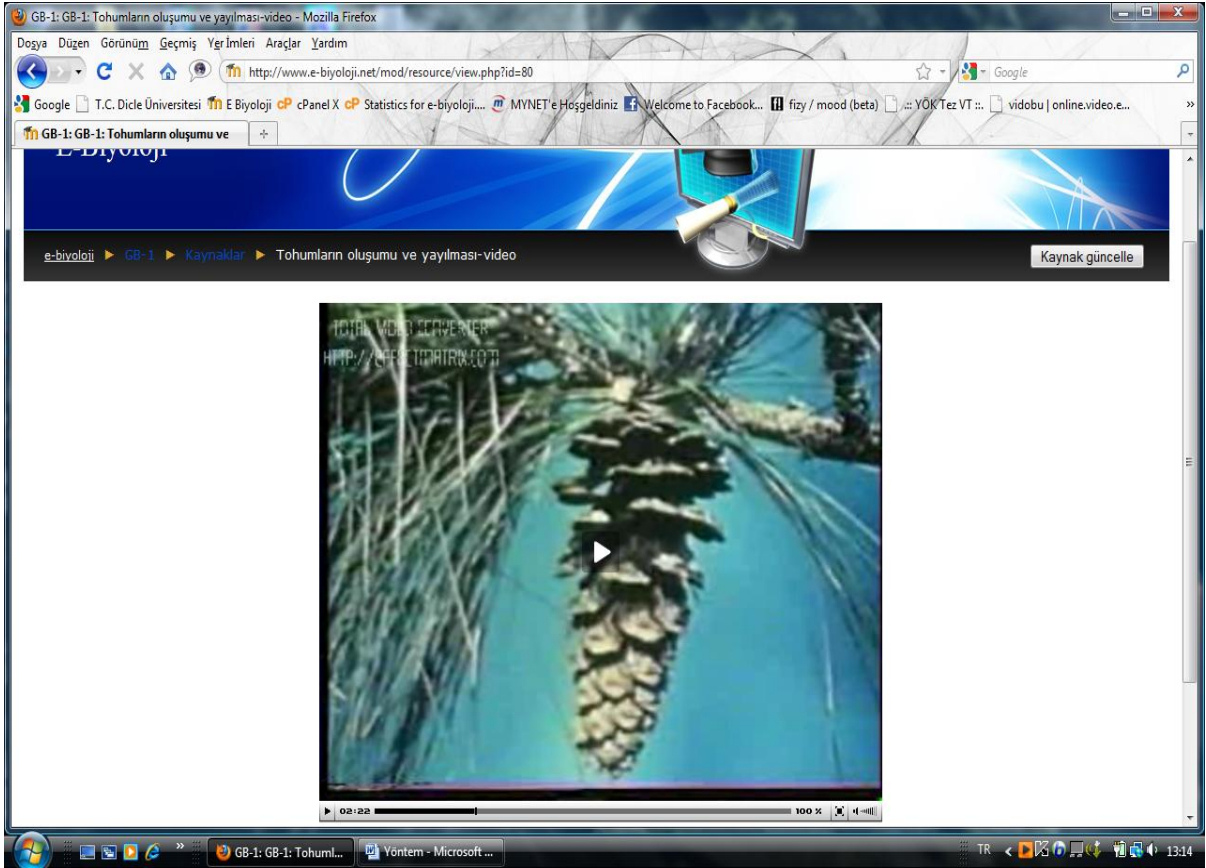 GB-1: GB-1: Tohumların oluşumu ve yayılması-video - Mozilla Firefox
Dosya Düzen Görünüm Geçmiş Yer İmleri Araçlar Yardım
http://www.e-biyoloji.net/mod/resource/view.php?id=80 Google
Google T.C. Dicle Üniversitesi E Biyoloji cPanel X Statistics for e-biyoloji.... MYNET'e Hoşgeldiniz Welcome to Facebook... fizy / mood (beta) .:: YÖK Tez VT ::. vidobu | online.video.e... »
GB-1: GB-1: Tohumların oluşumu ve
E-Biyoloji
e-biyoloji ► GB-1 ► Kaynaklar ► Tohumların oluşumu ve yayılması-video Kaynak güncelle
TOTAL VIDEO CONVERTER
HTTP://EFFECTMATRIX.COM
02:22 100 %
GB-1: GB-1: Tohuml... Yöntem - Microsoft ... TR 13:14